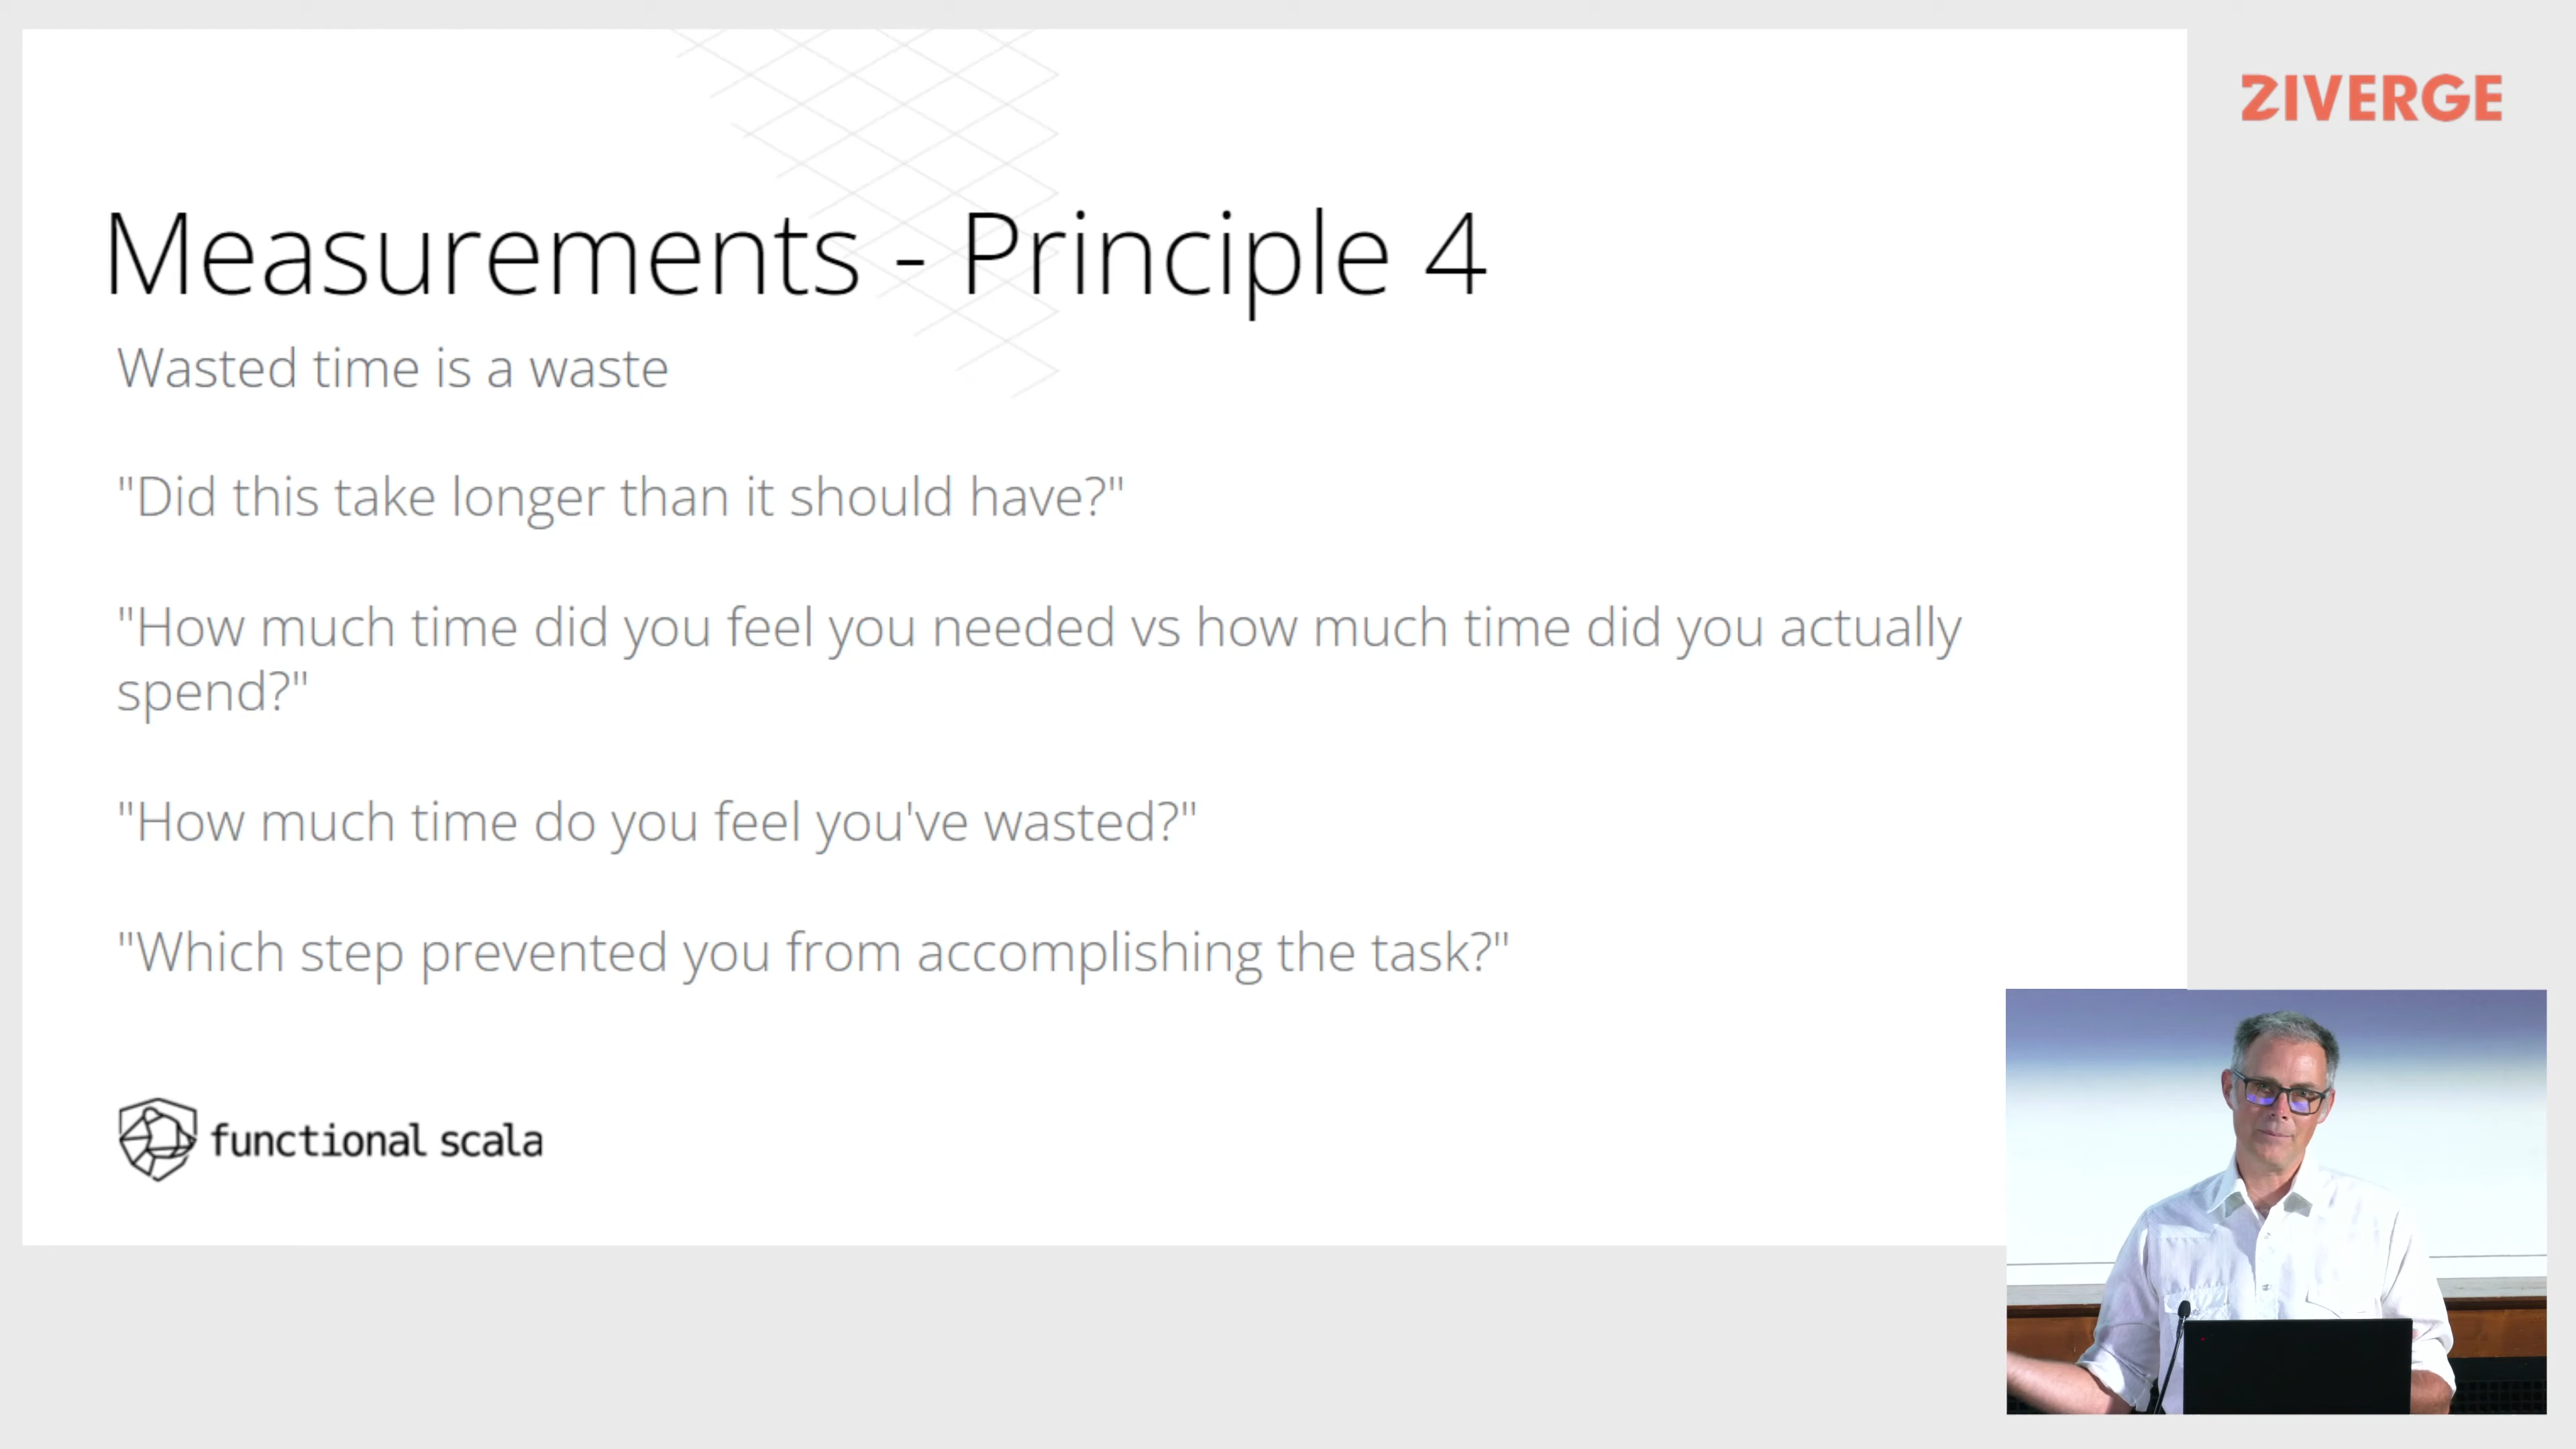 ZIVERGE
Measurements - Principle 4
Wasted time is a waste
"Did this take longer than it should have?"
"How much time did you feel you needed vs how much time did you actually
spend?"
"How much time do you feel you've wasted?"
"Which step prevented you from accomplishing the task?"
functional scala